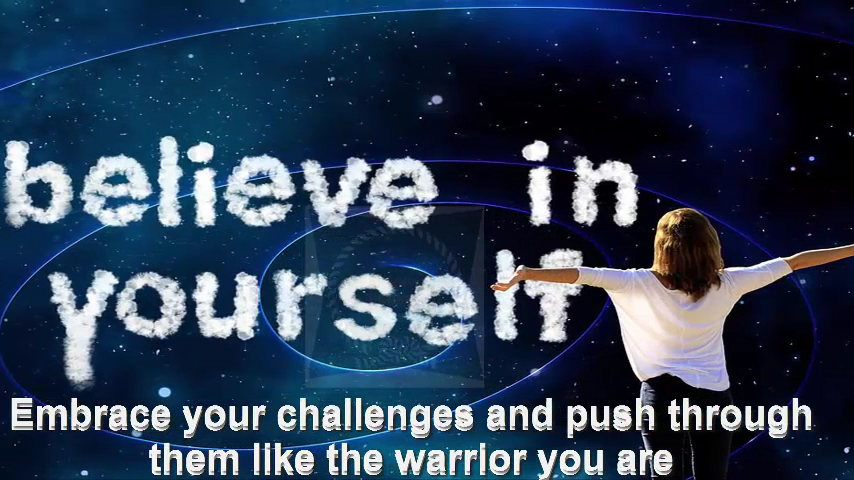 believe in
yourself
Embrace your challenges and push through
them like the warrior you are